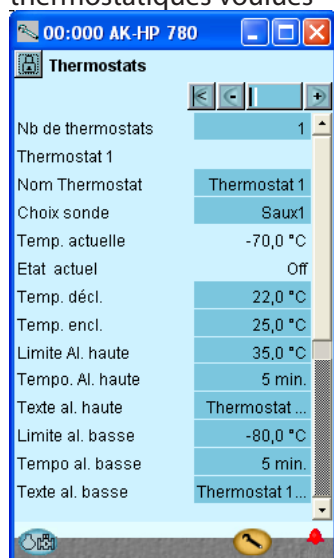 thermostatiques voulues
00:000 AK-HP 780
Thermostats
Nb de thermostats 1
Thermostat 1
Nom Thermostat Thermostat 1
Choix sonde Saux1
Temp. actuelle -70,0 °C
Etat actuel Off
Temp. décl. 22,0 °C
Temp. encl. 25,0 °C
Limite Al. haute 35,0 °C
Tempo. Al. haute 5 min.
Texte al. haute Thermostat ...
Limite al. basse -80,0 °C
Tempo al. basse 5 min.
Texte al. basse Thermostat 1...